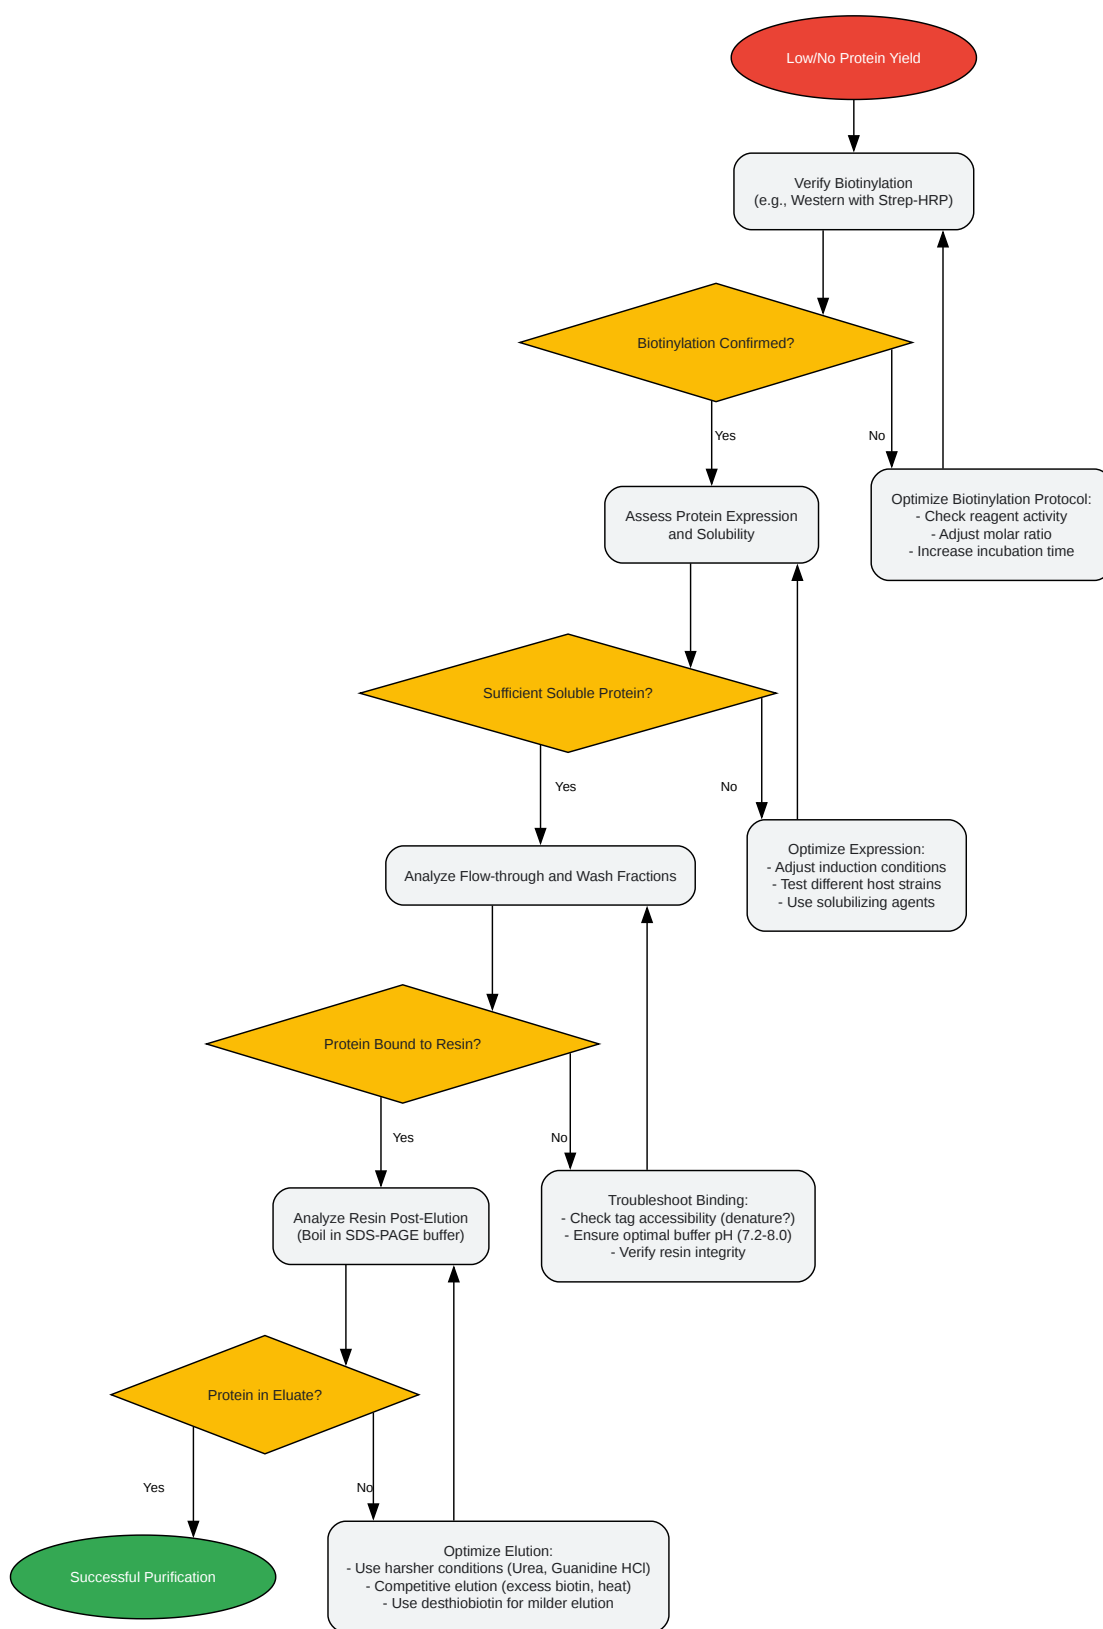 Low/No Protein Yield
Verify Biotinylation
(e.g., Western with Strep-HRP)
Biotinylation Confirmed?
Yes
No
Optimize Biotinylation Protocol:
- Check reagent activity
- Adjust molar ratio
- Increase incubation time
Assess Protein Expression
and Solubility
Sufficient Soluble Protein?
Yes
No
Optimize Expression:
- Adjust induction conditions
- Test different host strains
- Use solubilizing agents
Analyze Flow-through and Wash Fractions
Protein Bound to Resin?
Yes
No
Troubleshoot Binding:
- Check tag accessibility (denature?)
- Ensure optimal buffer pH (7.2-8.0)
- Verify resin integrity
Analyze Resin Post-Elution
(Boil in SDS-PAGE buffer)
Protein in Eluate?
Yes
No
Successful Purification
Optimize Elution:
- Use harsher conditions (Urea, Guanidine HCl)
- Competitive elution (excess biotin, heat)
- Use desthiobiotin for milder elution